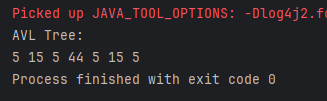 Picked up JAVA_TOOL_OPTIONS: -Dlog4j2.fo
AVL Tree:
5 15 5 44 5 15 5
Process finished with exit code 0